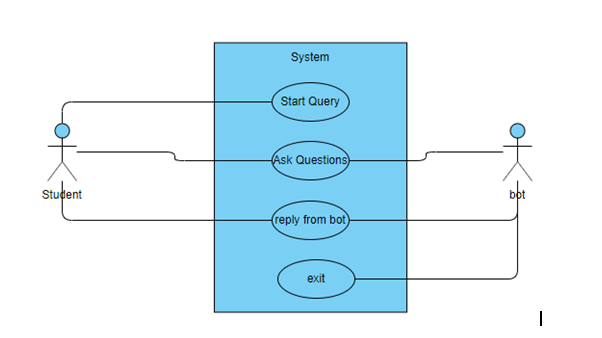 System
Start Query
Ask Questions
Student
bot
reply from bot
exit